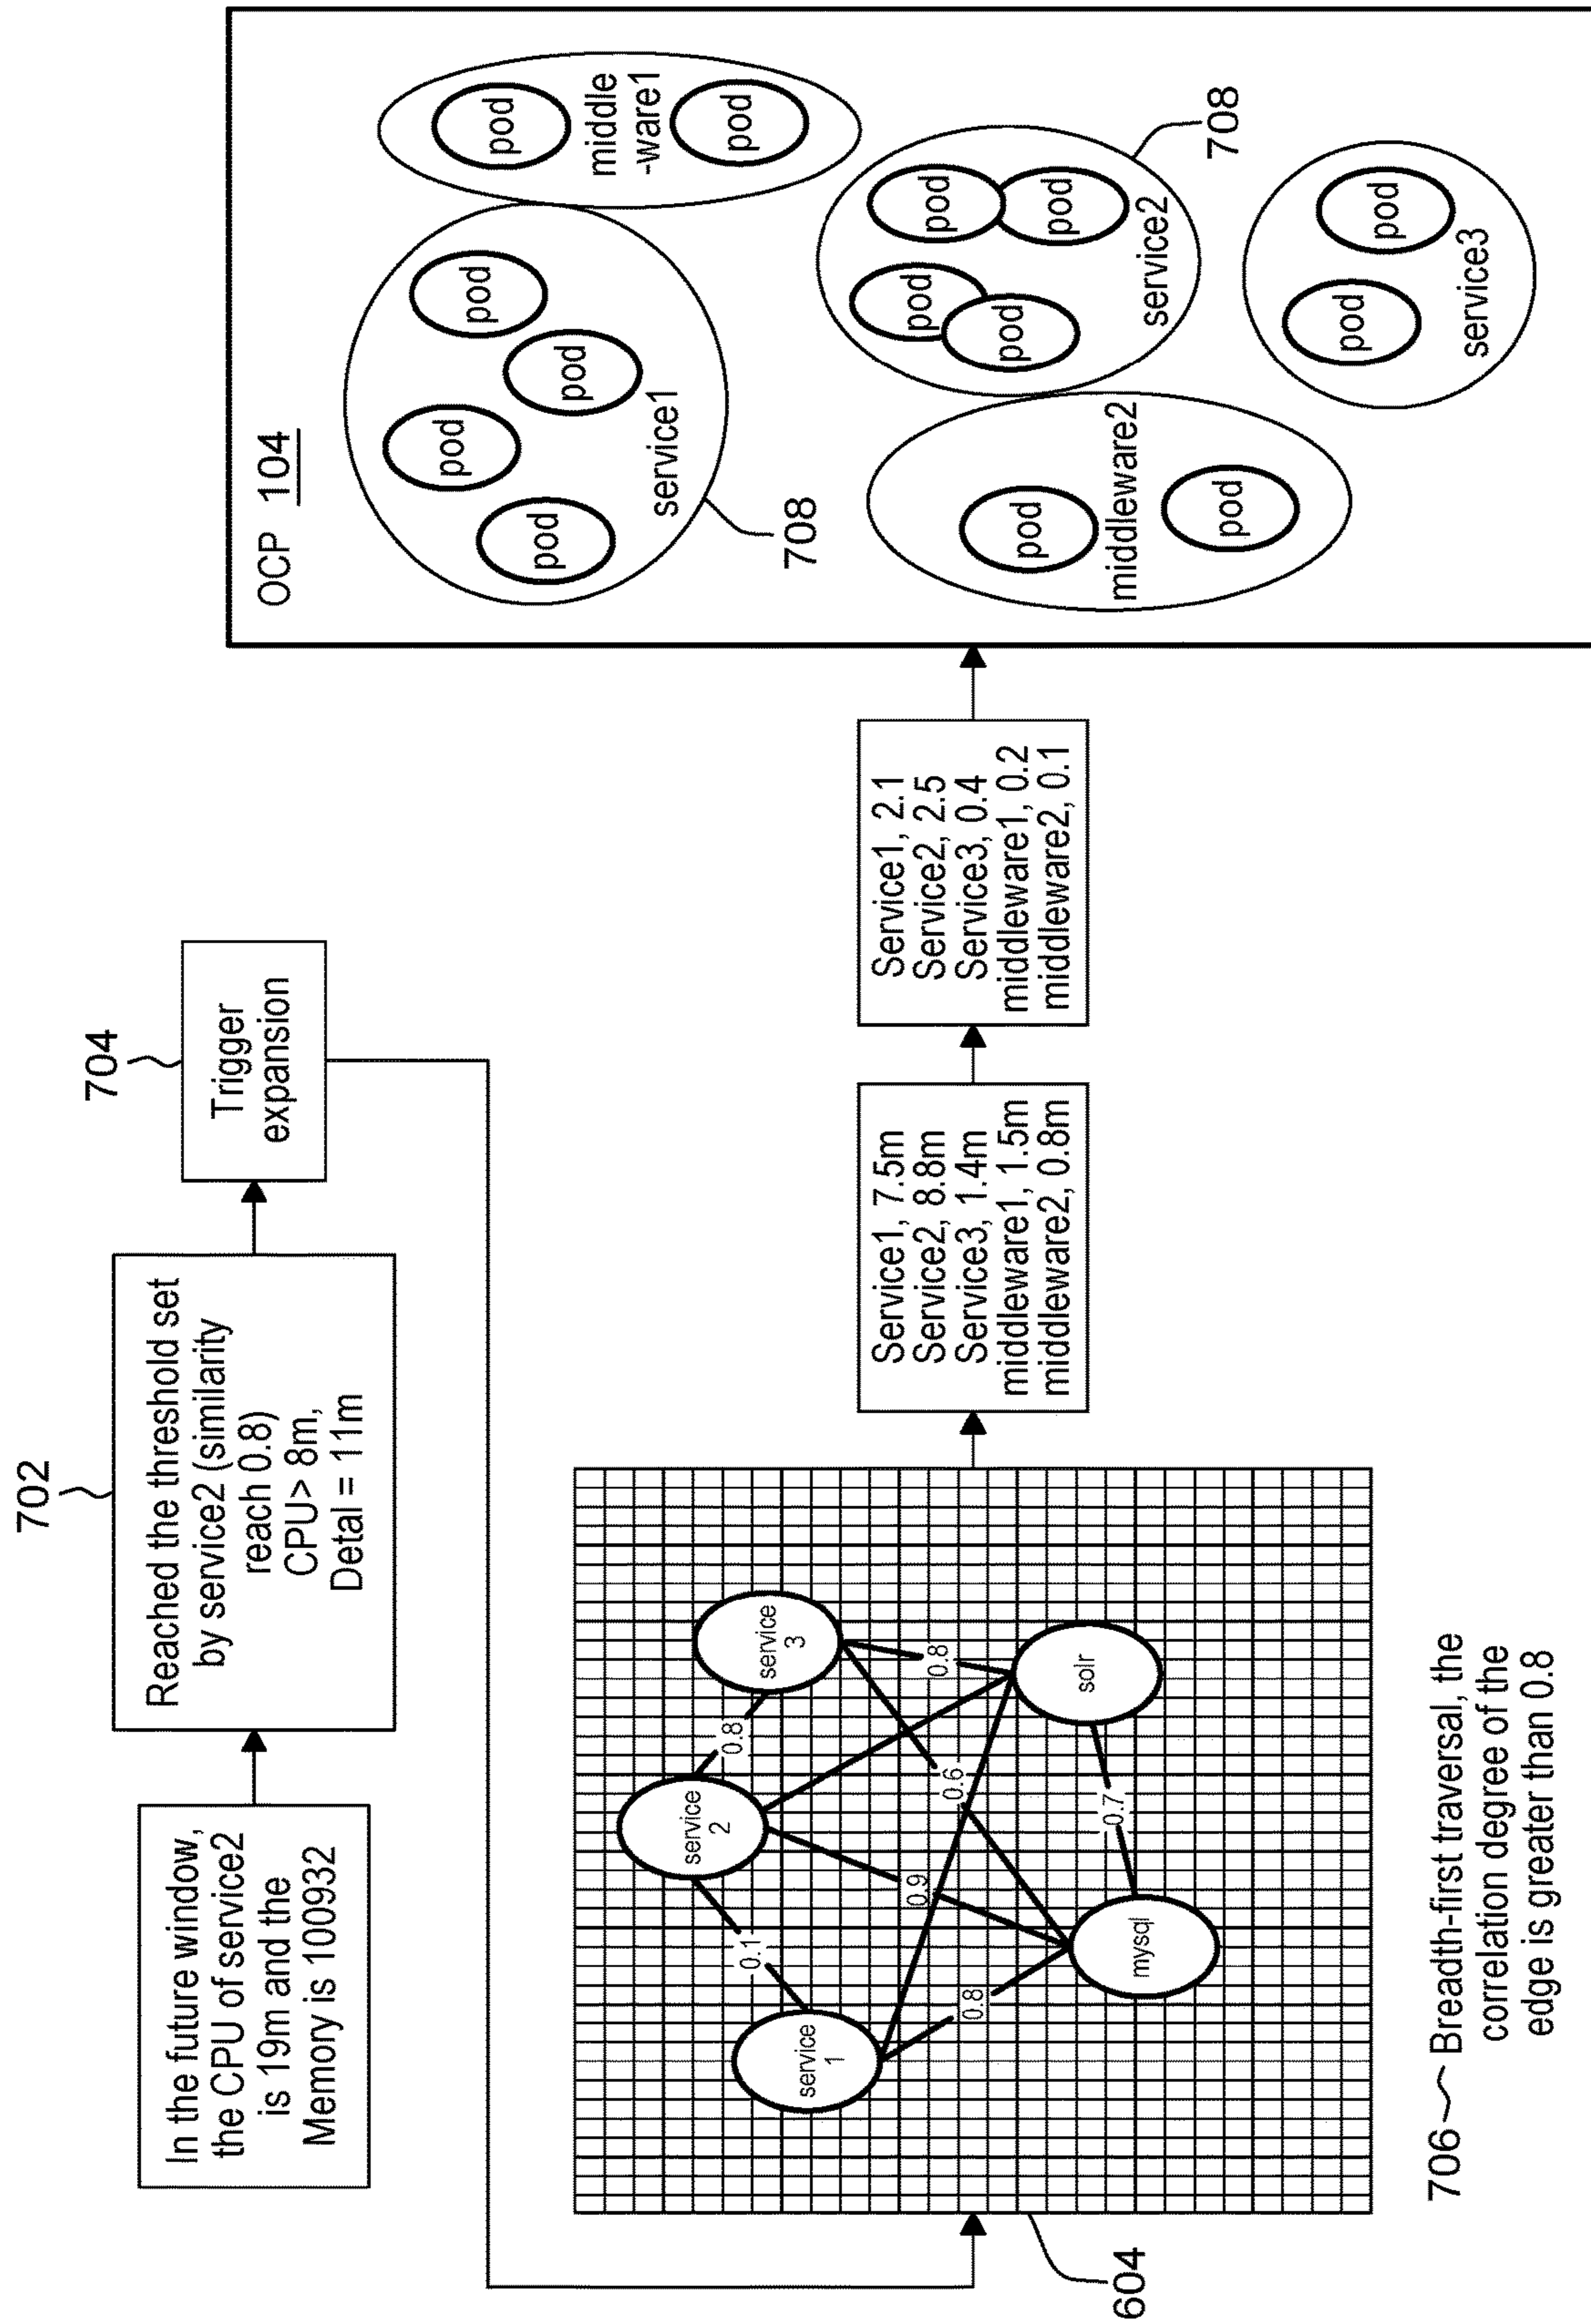 702
704
In the future window,
the CPU of service2
is 19m and the
Memory is 100932
Reached the threshold set
by service2 (similarity
reach 0.8)
CPU> 8m,
Detal = 11m
Trigger
expansion
604
service
1
service
2
service
3
mysql
solr
0.1
0.8
0.8
0.9
0.6
0.8
0.7
706
Breadth-first traversal, the
correlation degree of the
edge is greater than 0.8
Service1, 7.5m
Service2, 8.8m
Service3, 1.4m
middleware1, 1.5m
middleware2, 0.8m
Service1, 2.1
Service2, 2.5
Service3, 0.4
middleware1, 0.2
middleware2, 0.1
OCP 104
pod
pod
pod
pod
service1
708
pod
middle
-ware1
pod
pod
pod
middleware2
pod
pod
pod
pod
service2
708
pod
pod
service3